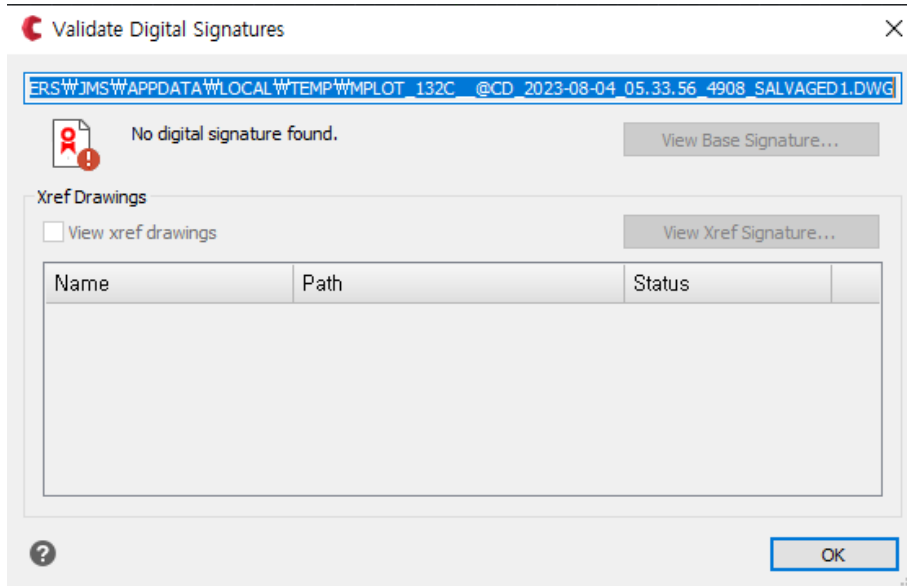 Validate Digital Signatures
ERS₩JMS₩APPDATA₩LOCAL₩TEMP₩MPLOT_132C__@CD_2023-08-04_05.33.56_4908_SALVAGED1.DWG
No digital signature found.
View Base Signature...
Xref Drawings
View xref drawings
View Xref Signature...
Name Path Status
OK